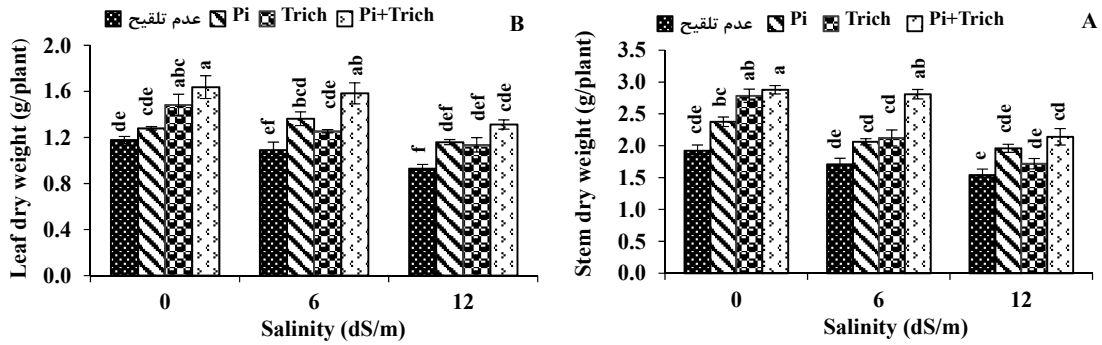 عدم تلقیح Pi Trich Pi+Trich
B
Leaf dry weight (g/plant)
2.0
1.6
1.2
0.8
0.4
0.0
de cde abc a
ef bcd cde ab
f def def cde
0 6 12
Salinity (dS/m)
عدم تلقیح Pi Trich Pi+Trich
A
Stem dry weight (g/plant)
3.5
3.0
2.5
2.0
1.5
1.0
0.5
0.0
cde bc ab a
de cd cd ab
e cde de cd
0 6 12
Salinity (dS/m)